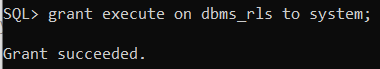 SQL> grant execute on dbms_rls to system;
Grant succeeded.